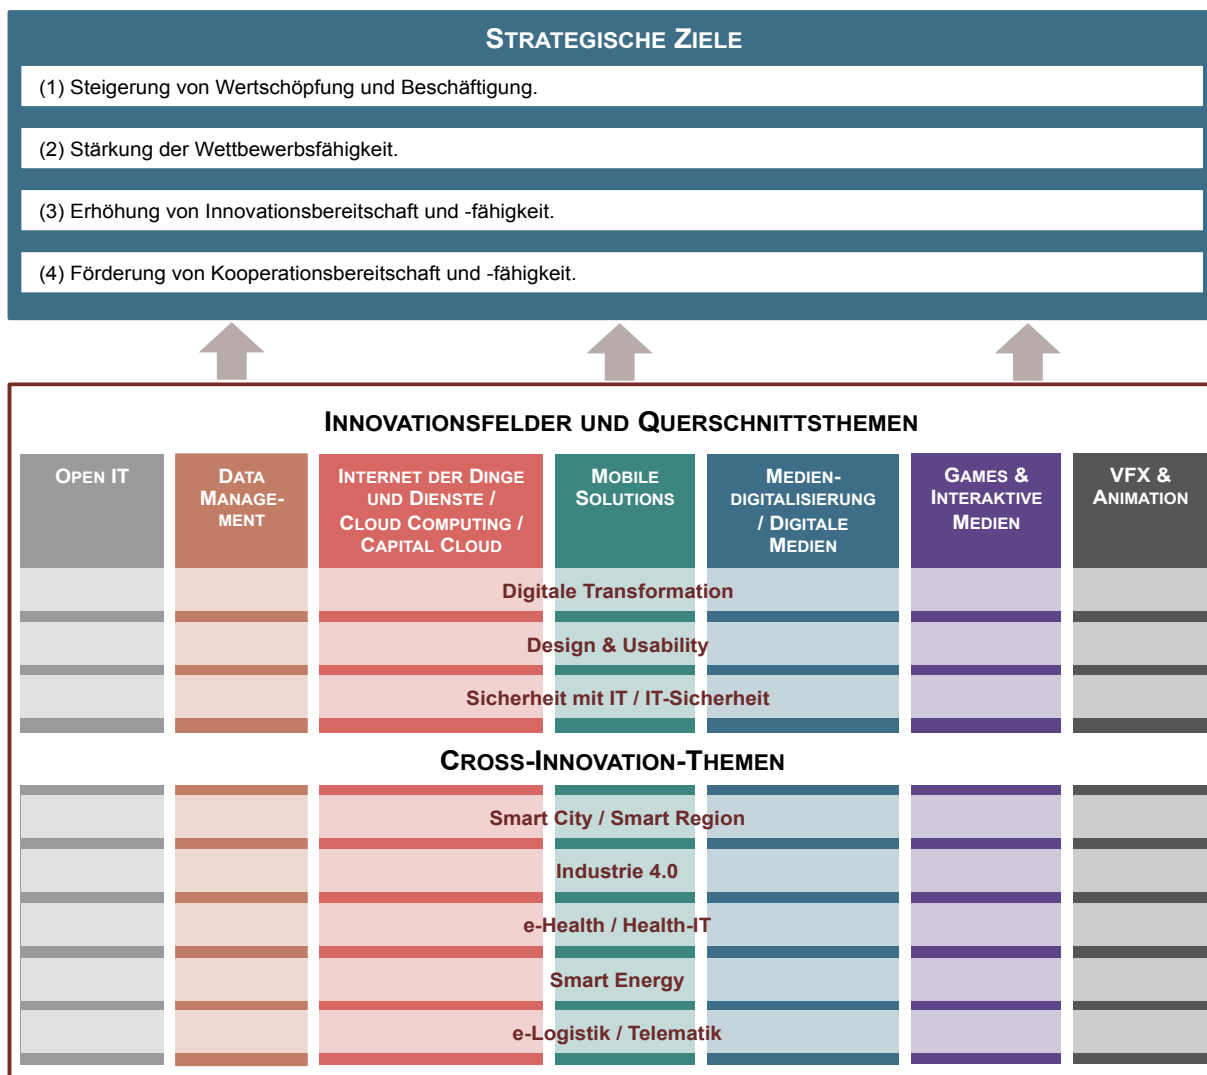 STRATEGISCHE ZIELE
(1) Steigerung von Wertschöpfung und Beschäftigung.
(2) Stärkung der Wettbewerbsfähigkeit.
(3) Erhöhung von Innovationsbereitschaft und -fähigkeit.
(4) Förderung von Kooperationsbereitschaft und -fähigkeit.
INNOVATIONSFELDER UND QUERSCHNITTSTHEMEN
OPEN IT
DATA
MANAGE-
MENT
INTERNET DER DINGE
UND DIENSTE /
CLOUD COMPUTING /
CAPITAL CLOUD
MOBILE
SOLUTIONS
MEDIEN-
DIGITALISIERUNG
/ DIGITALE
MEDIEN
GAMES &
INTERAKTIVE
MEDIEN
VFX &
ANIMATION
Digitale Transformation
Design & Usability
Sicherheit mit IT / IT-Sicherheit
CROSS-INNOVATION-THEMEN
Smart City / Smart Region
Industrie 4.0
e-Health / Health-IT
Smart Energy
e-Logistik / Telematik